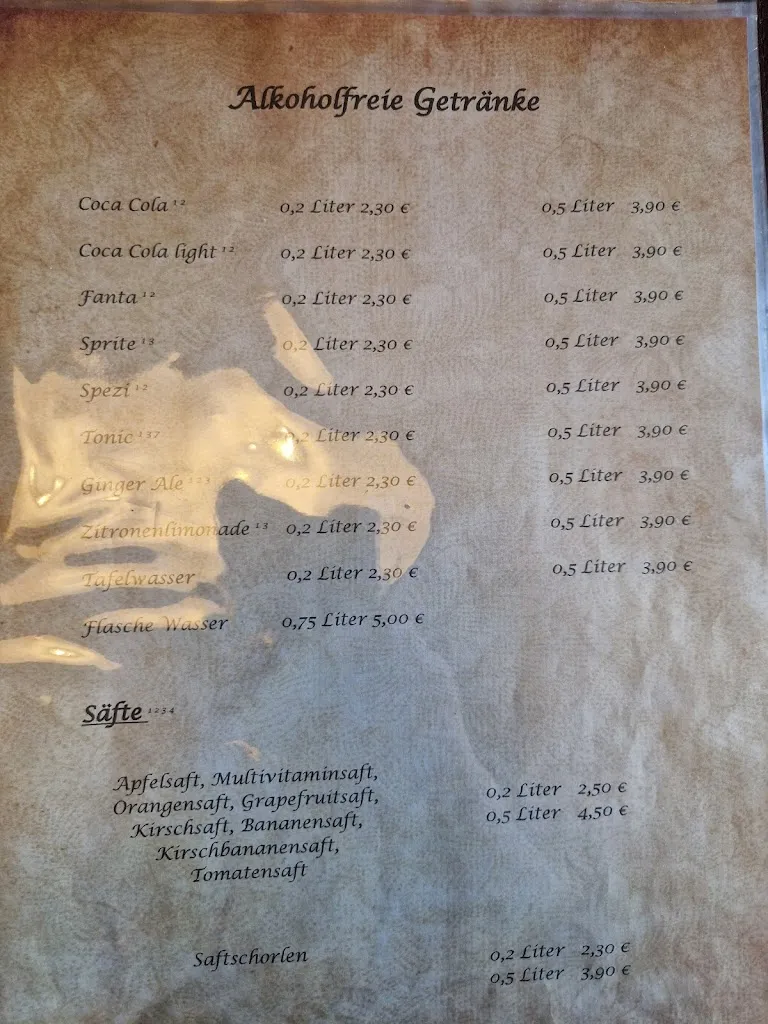 Alkoholfreie Getränke
Coca Cola ¹ ² 0,2 Liter 2,30 € 0,5 Liter 3,90 €
Coca Cola light ¹ ² 0,2 Liter 2,30 € 0,5 Liter 3,90 €
Fanta ¹ ² 0,2 Liter 2,30 € 0,5 Liter 3,90 €
Sprite ¹ ³ 0,2 Liter 2,30 € 0,5 Liter 3,90 €
Spezi ¹ ² 0,2 Liter 2,30 € 0,5 Liter 3,90 €
Tonic ¹ ³ ⁷ 0,2 Liter 2,30 € 0,5 Liter 3,90 €
Ginger Ale ¹ ² ³ 0,2 Liter 2,30 € 0,5 Liter 3,90 €
Zitronenlimonade ¹ ³ 0,2 Liter 2,30 € 0,5 Liter 3,90 €
Tafelwasser 0,2 Liter 2,30 € 0,5 Liter 3,90 €
Flasche Wasser 0,75 Liter 5,00 €
Säfte ¹ ² ³ ⁴
Apfelsaft, Multivitaminsaft,
Orangensaft, Grapefruitsaft,
Kirschsaft, Bananensaft,
Kirschbananensaft,
Tomatensaft
0,2 Liter 2,50 €
0,5 Liter 4,50 €
Saftschorlen 0,2 Liter 2,30 €
0,5 Liter 3,90 €